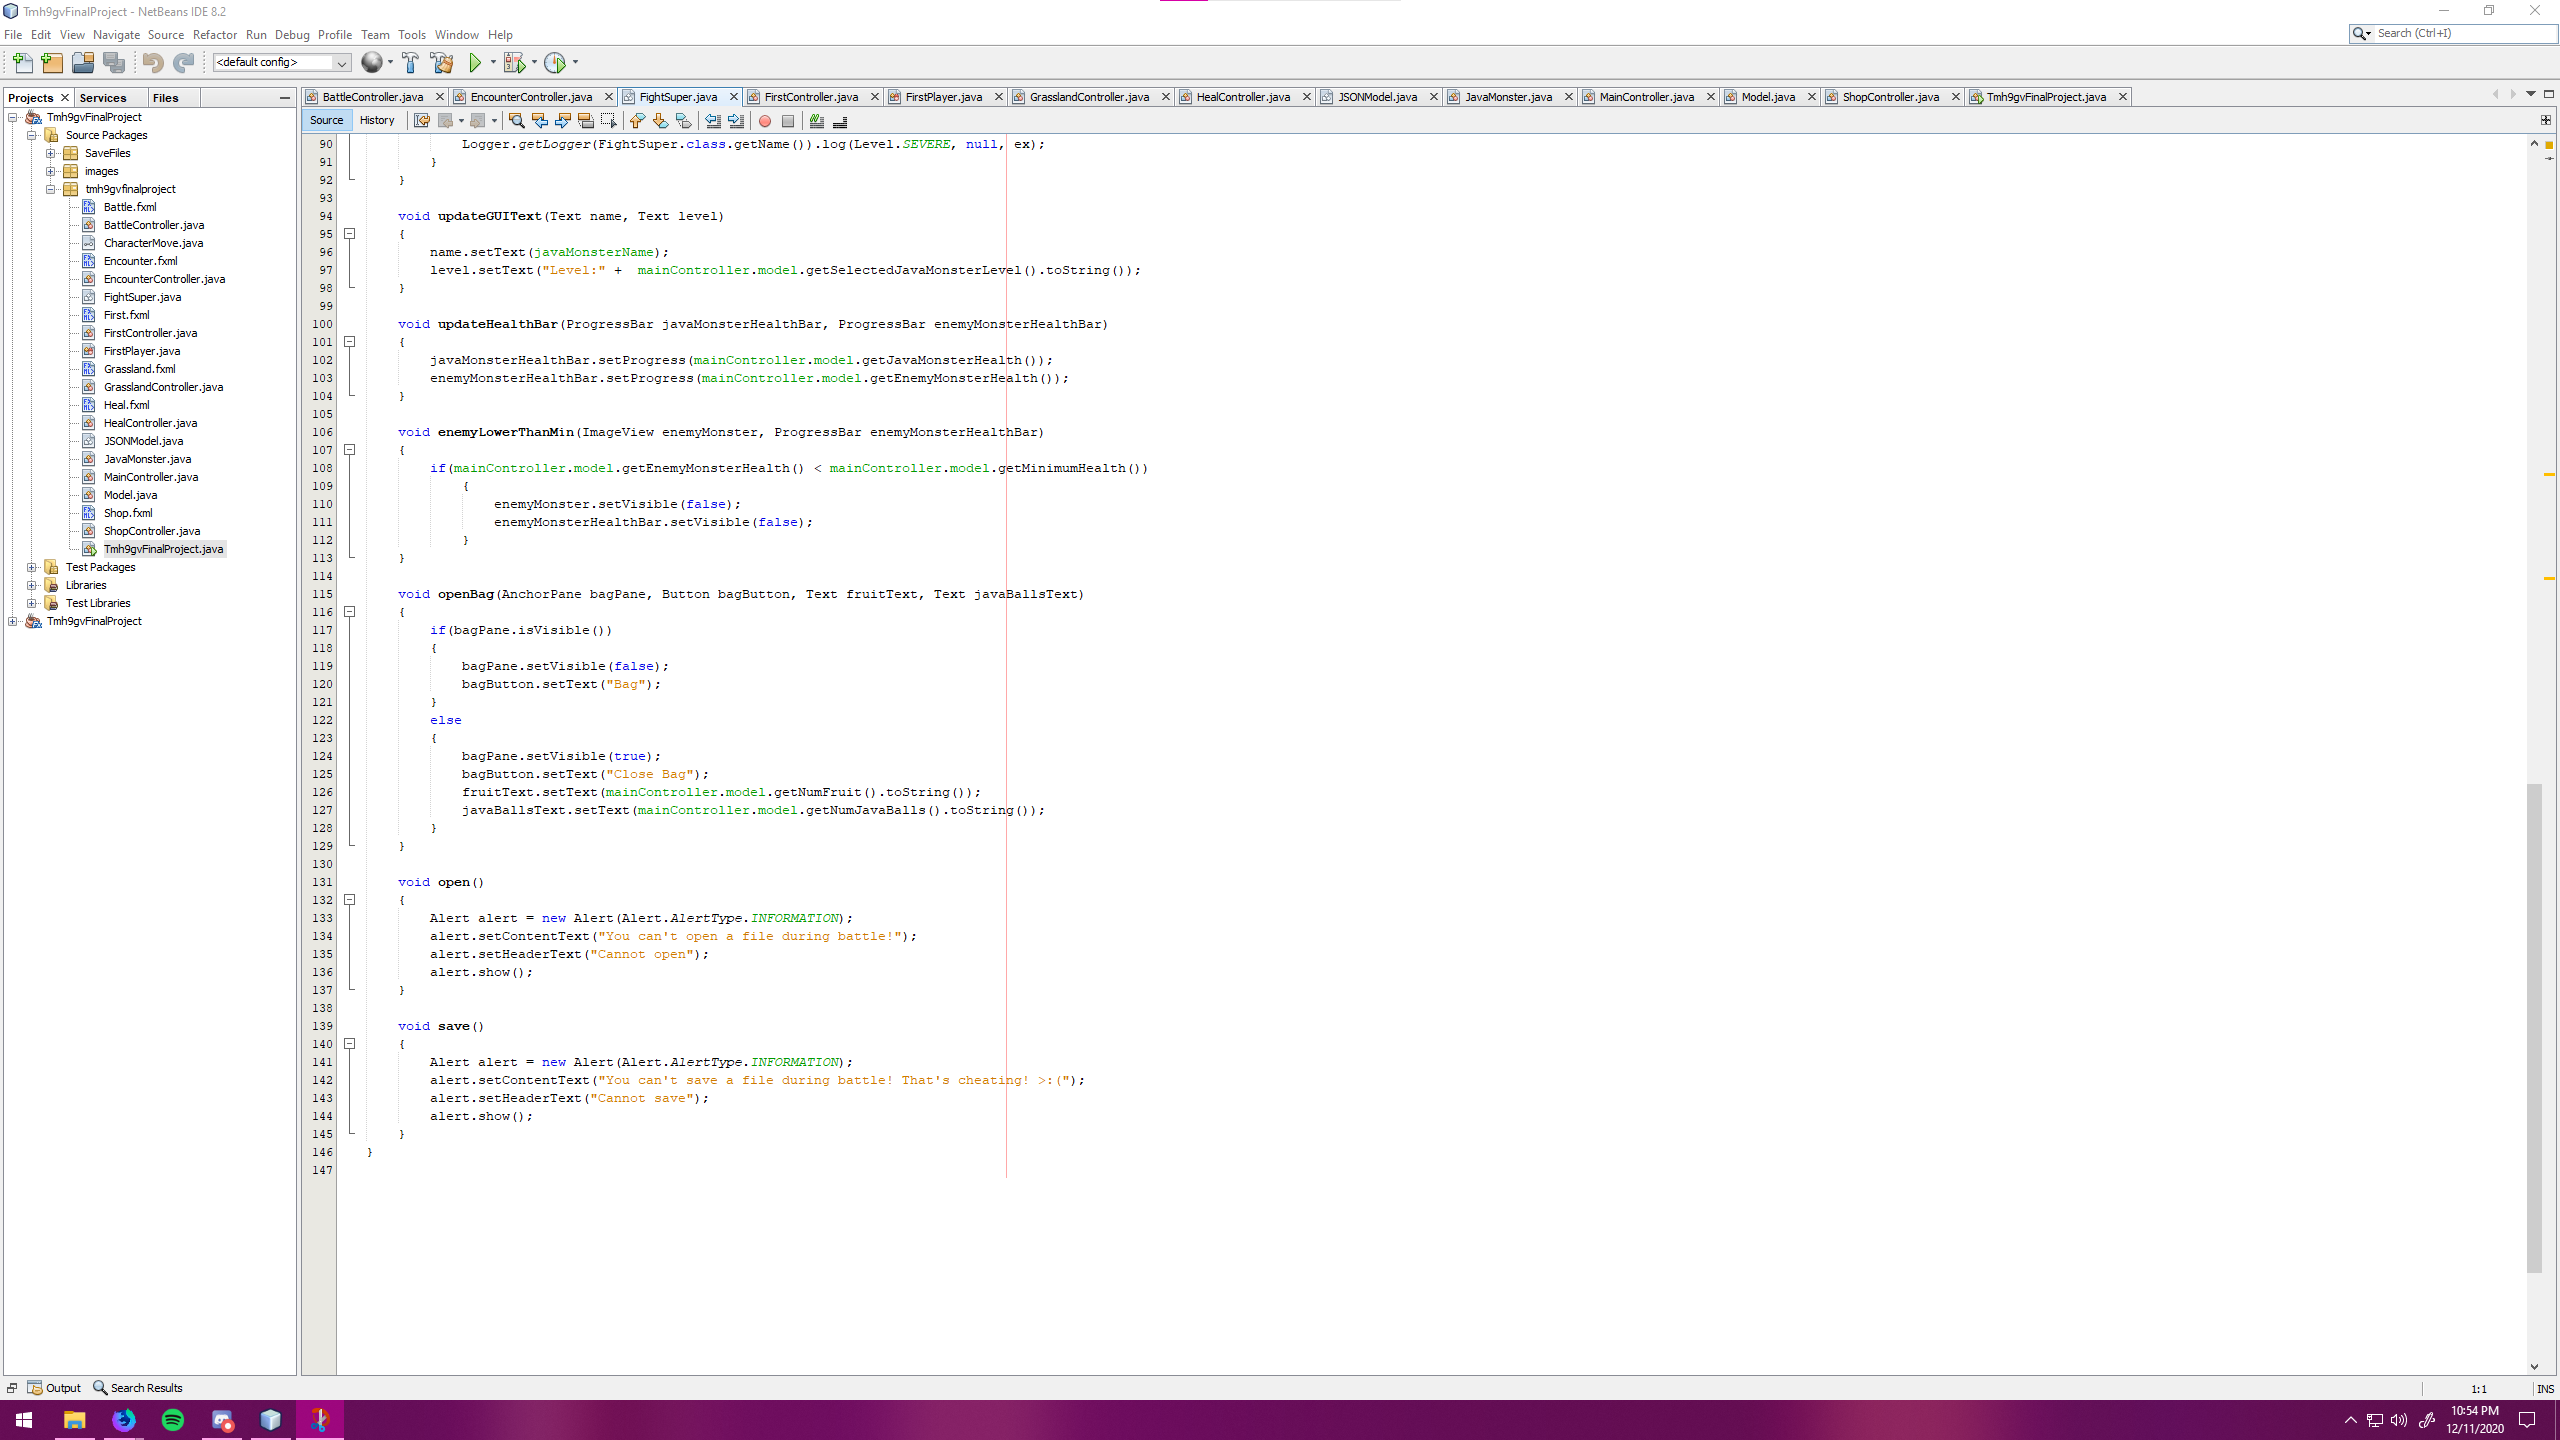 Tmh9gvFinalProject - NetBeans IDE 8.2
File Edit View Navigate Source Refactor Run Debug Profile Team Tools Window Help
Search (Ctrl+I)
<default config>
Projects Services Files
BattleController.java EncounterController.java FightSuper.java FirstController.java FirstPlayer.java GrasslandController.java HealController.java JSONModel.java JavaMonster.java MainController.java Model.java ShopController.java Tmh9gvFinalProject.java
Source History
Tmh9gvFinalProject
Source Packages
SaveFiles
images
tmh9gvfinalproject
Battle.fxml
BattleController.java
CharacterMove.java
Encounter.fxml
EncounterController.java
FightSuper.java
First.fxml
FirstController.java
FirstPlayer.java
Grassland.fxml
GrasslandController.java
Heal.fxml
HealController.java
JSONModel.java
JavaMonster.java
MainController.java
Model.java
Shop.fxml
ShopController.java
Tmh9gvFinalProject.java
Test Packages
Libraries
Test Libraries
Tmh9gvFinalProject
90 Logger.getLogger(FightSuper.class.getName()).log(Level.SEVERE, null, ex);
91 }
92 }
93
94 void updateGUIText(Text name, Text level)
95 {
96 name.setText(javaMonsterName);
97 level.setText("Level:" +  mainController.model.getSelectedJavaMonsterLevel().toString());
98 }
99
100 void updateHealthBar(ProgressBar javaMonsterHealthBar, ProgressBar enemyMonsterHealthBar)
101 {
102 javaMonsterHealthBar.setProgress(mainController.model.getJavaMonsterHealth());
103 enemyMonsterHealthBar.setProgress(mainController.model.getEnemyMonsterHealth());
104 }
105
106 void enemyLowerThanMin(ImageView enemyMonster, ProgressBar enemyMonsterHealthBar)
107 {
108 if(mainController.model.getEnemyMonsterHealth() < mainController.model.getMinimumHealth())
109 {
110 enemyMonster.setVisible(false);
111 enemyMonsterHealthBar.setVisible(false);
112 }
113 }
114
115 void openBag(AnchorPane bagPane, Button bagButton, Text fruitText, Text javaBallsText)
116 {
117 if(bagPane.isVisible())
118 {
119 bagPane.setVisible(false);
120 bagButton.setText("Bag");
121 }
122 else
123 {
124 bagPane.setVisible(true);
125 bagButton.setText("Close Bag");
126 fruitText.setText(mainController.model.getNumFruit().toString());
127 javaBallsText.setText(mainController.model.getNumJavaBalls().toString());
128 }
129 }
130
131 void open()
132 {
133 Alert alert = new Alert(Alert.AlertType.INFORMATION);
134 alert.setContentText("You can't open a file during battle!");
135 alert.setHeaderText("Cannot open");
136 alert.show();
137 }
138
139 void save()
140 {
141 Alert alert = new Alert(Alert.AlertType.INFORMATION);
142 alert.setContentText("You can't save a file during battle! That's cheating! >:(");
143 alert.setHeaderText("Cannot save");
144 alert.show();
145 }
146 }
147
Output Search Results
1:1 INS
10:54 PM
12/11/2020